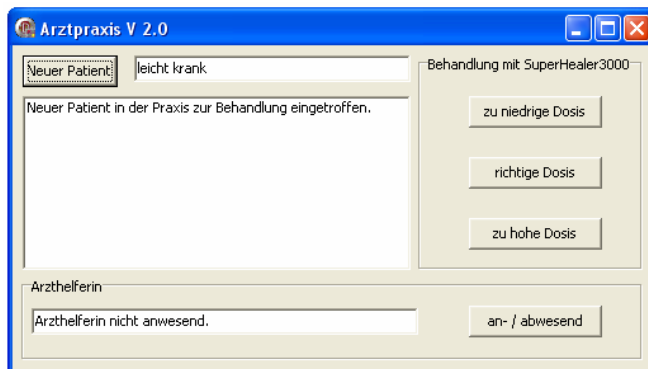 Arztpraxis V 2.0
Neuer Patient
leicht krank
Neuer Patient in der Praxis zur Behandlung eingetroffen.
Behandlung mit SuperHealer3000
zu niedrige Dosis
richtige Dosis
zu hohe Dosis
Arzthelferin
Arzthelferin nicht anwesend.
an- / abwesend